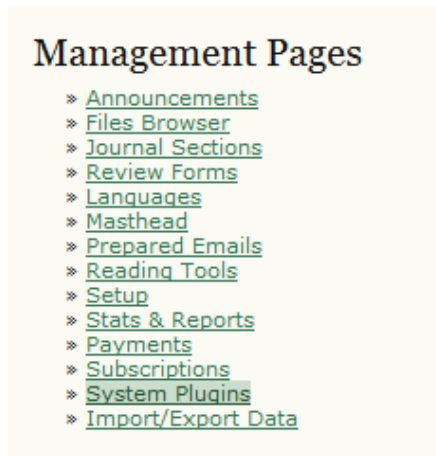 Management Pages
» Announcements
» Files Browser
» Journal Sections
» Review Forms
» Languages
» Masthead
» Prepared Emails
» Reading Tools
» Setup
» Stats & Reports
» Payments
» Subscriptions
» System Plugins
» Import/Export Data